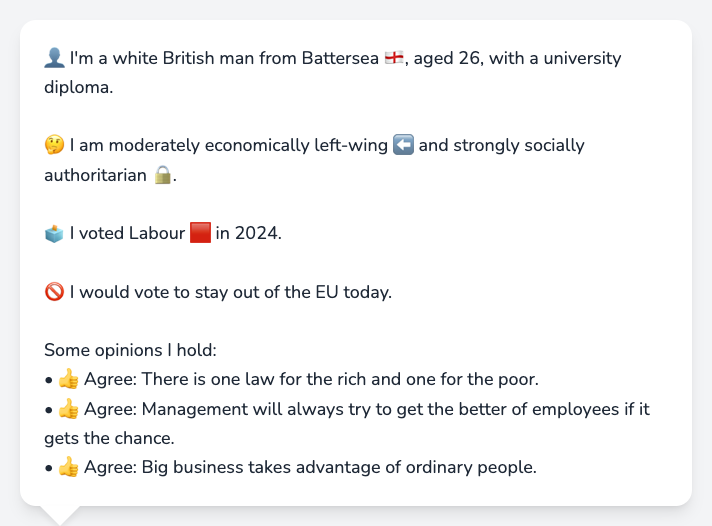 👤 I'm a white British man from Battersea 🏴󠁧󠁢󠁥󠁮󠁧󠁿, aged 26, with a university
diploma.
🤔 I am moderately economically left-wing ⬅️ and strongly socially
authoritarian 🔒.
🗳️ I voted Labour 🟥 in 2024.
🚫 I would vote to stay out of the EU today.
Some opinions I hold:
• 👍 Agree: There is one law for the rich and one for the poor.
• 👍 Agree: Management will always try to get the better of employees if it
gets the chance.
• 👍 Agree: Big business takes advantage of ordinary people.